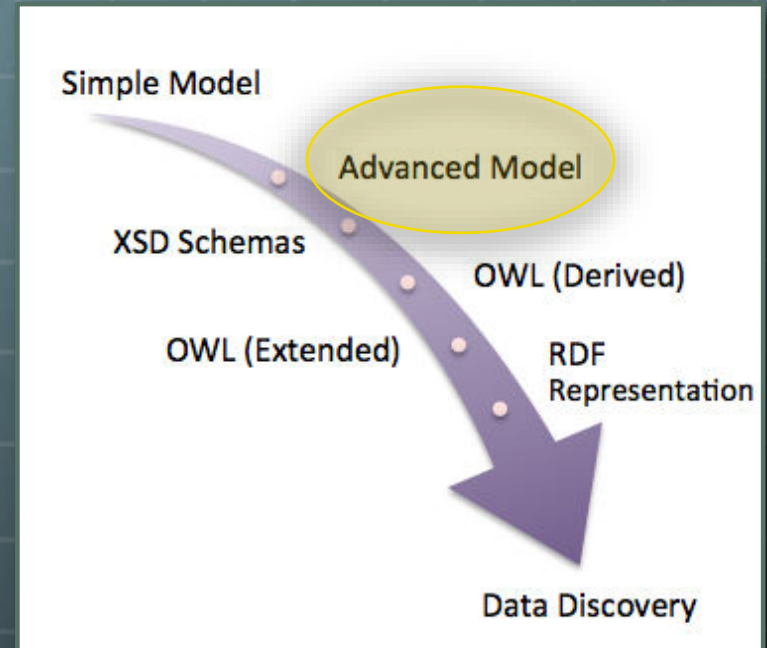 Simple Model
Advanced Model
XSD Schemas
OWL (Derived)
OWL (Extended)
RDF
Representation
Data Discovery